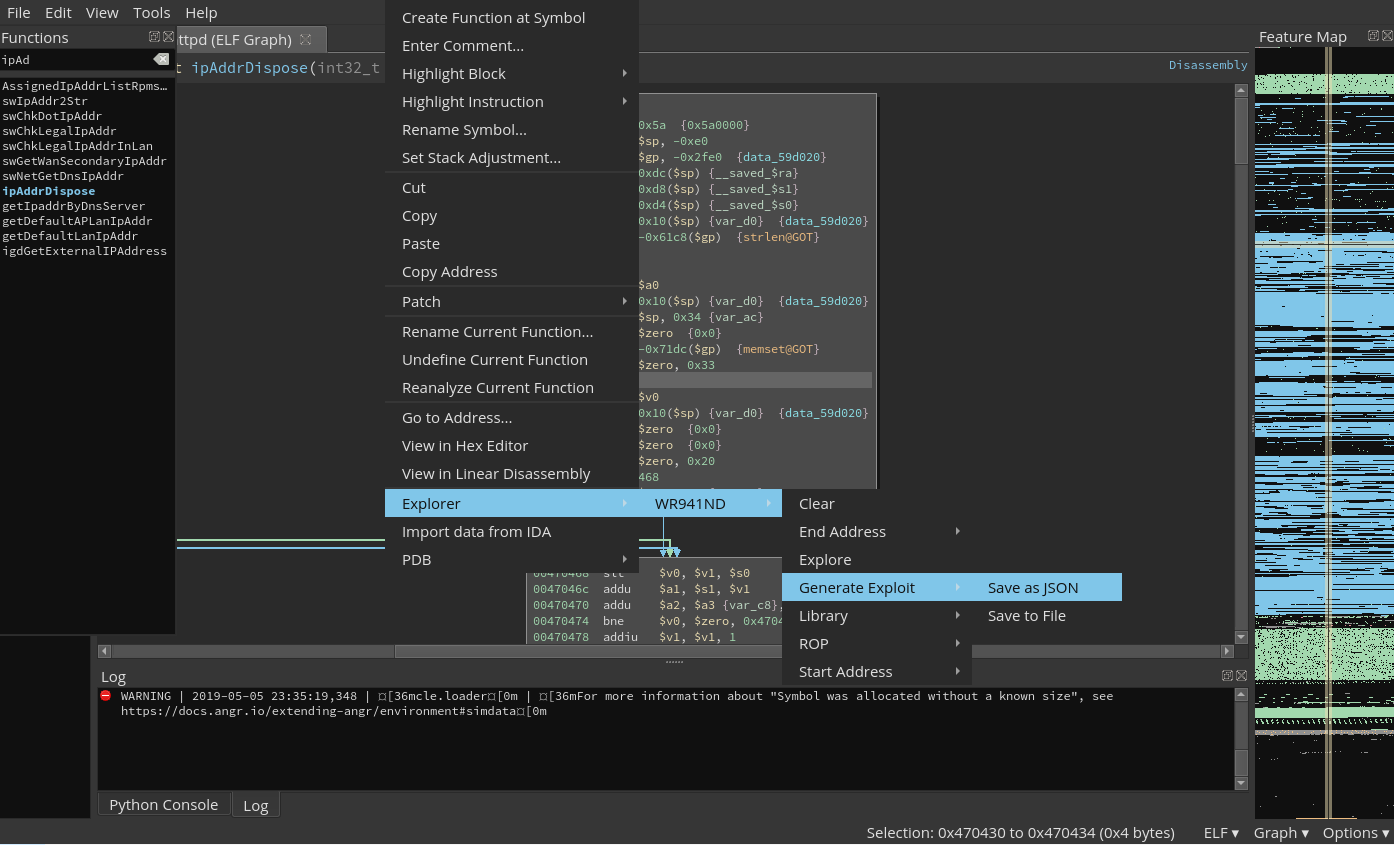 File Edit View Tools Help
Functions
ipAd
AssignedIpAddrListRpms…
swIpAddr2Str
swChkDotIpAddr
swChkLegalIpAddr
swChkLegalIpAddrInLan
swGetWanSecondaryIpAddr
swNetGetDnsIpAddr
ipAddrDispose
getIpaddrByDnsServer
getDefaultAPLanIpAddr
getDefaultLanIpAddr
igdGetExternalIPAddress
ttpd (ELF Graph)
t ipAddrDispose(int32_t
Disassembly
Create Function at Symbol
Enter Comment...
Highlight Block
Highlight Instruction
Rename Symbol...
Set Stack Adjustment...
Cut
Copy
Paste
Copy Address
Patch
Rename Current Function...
Undefine Current Function
Reanalyze Current Function
Go to Address...
View in Hex Editor
View in Linear Disassembly
Explorer
Import data from IDA
PDB
WR941ND
Clear
End Address
Explore
Generate Exploit
Library
ROP
Start Address
Save as JSON
Save to File
0x5a {0x5a0000}
$sp, -0xe0
$gp, -0x2fe0 {data_59d020}
0xdc($sp) {__saved_$ra}
0xd8($sp) {__saved_$s1}
0xd4($sp) {__saved_$s0}
0x10($sp) {var_d0} {data_59d020}
-0x61c8($gp) {strlen@GOT}
$a0
0x10($sp) {var_d0} {data_59d020}
$sp, 0x34 {var_ac}
$zero {0x0}
-0x71dc($gp) {memset@GOT}
$zero, 0x33
$v0
0x10($sp) {var_d0} {data_59d020}
$zero {0x0}
$zero {0x0}
$zero, 0x20
468
00470468 slt $v0, $v1, $s0
0047046c addu $a1, $s1, $v1
00470470 addu $a2, $a3 {var_c8},
00470474 bne $v0, $zero, 0x4704
00470478 addiu $v1, $v1, 1
Feature Map
Log
WARNING | 2019-05-05 23:35:19,348 | ¤[36mcle.loader¤[0m | ¤[36mFor more information about "Symbol was allocated without a known size", see
https://docs.angr.io/extending-angr/environment#simdata¤[0m
Python Console Log
Selection: 0x470430 to 0x470434 (0x4 bytes) ELF ▾ Graph ▾ Options ▾